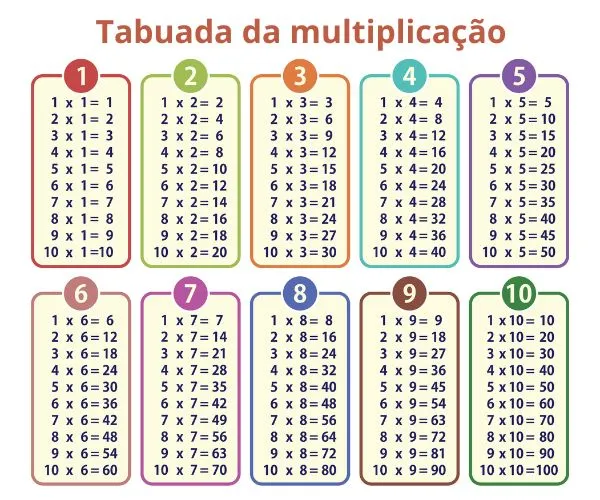 Tabuada da multiplicação
1
1 x 1 = 1
2 x 1 = 2
3 x 1 = 3
4 x 1 = 4
5 x 1 = 5
6 x 1 = 6
7 x 1 = 7
8 x 1 = 8
9 x 1 = 9
10 x 1 =10
2
1 x 2 = 2
2 x 2 = 4
3 x 2 = 6
4 x 2 = 8
5 x 2 = 10
6 x 2 = 12
7 x 2 = 14
8 x 2 = 16
9 x 2 = 18
10 x 2 = 20
3
1 x 3 = 3
2 x 3 = 6
3 x 3 = 9
4 x 3 = 12
5 x 3 = 15
6 x 3 = 18
7 x 3 = 21
8 x 3 = 24
9 x 3 = 27
10 x 3 = 30
4
1 x 4 = 4
2 x 4 = 8
3 x 4 = 12
4 x 4 = 16
5 x 4 = 20
6 x 4 = 24
7 x 4 = 28
8 x 4 = 32
9 x 4 = 36
10 x 4 = 40
5
1 x 5 = 5
2 x 5 = 10
3 x 5 = 15
4 x 5 = 20
5 x 5 = 25
6 x 5 = 30
7 x 5 = 35
8 x 5 = 40
9 x 5 = 45
10 x 5 = 50
6
1 x 6 = 6
2 x 6 = 12
3 x 6 = 18
4 x 6 = 24
5 x 6 = 30
6 x 6 = 36
7 x 6 = 42
8 x 6 = 48
9 x 6 = 54
10 x 6 = 60
7
1 x 7 = 7
2 x 7 = 14
3 x 7 = 21
4 x 7 = 28
5 x 7 = 35
6 x 7 = 42
7 x 7 = 49
8 x 7 = 56
9 x 7 = 63
10 x 7 = 70
8
1 x 8 = 8
2 x 8 = 16
3 x 8 = 24
4 x 8 = 32
5 x 8 = 40
6 x 8 = 48
7 x 8 = 56
8 x 8 = 64
9 x 8 = 72
10 x 8 = 80
9
1 x 9 = 9
2 x 9 = 18
3 x 9 = 27
4 x 9 = 36
5 x 9 = 45
6 x 9 = 54
7 x 9 = 63
8 x 9 = 72
9 x 9 = 81
10 x 9 = 90
10
1 x 10 = 10
2 x 10 = 20
3 x 10 = 30
4 x 10 = 40
5 x 10 = 50
6 x 10 = 60
7 x 10 = 70
8 x 10 = 80
9 x 10 = 90
10 x 10 = 100